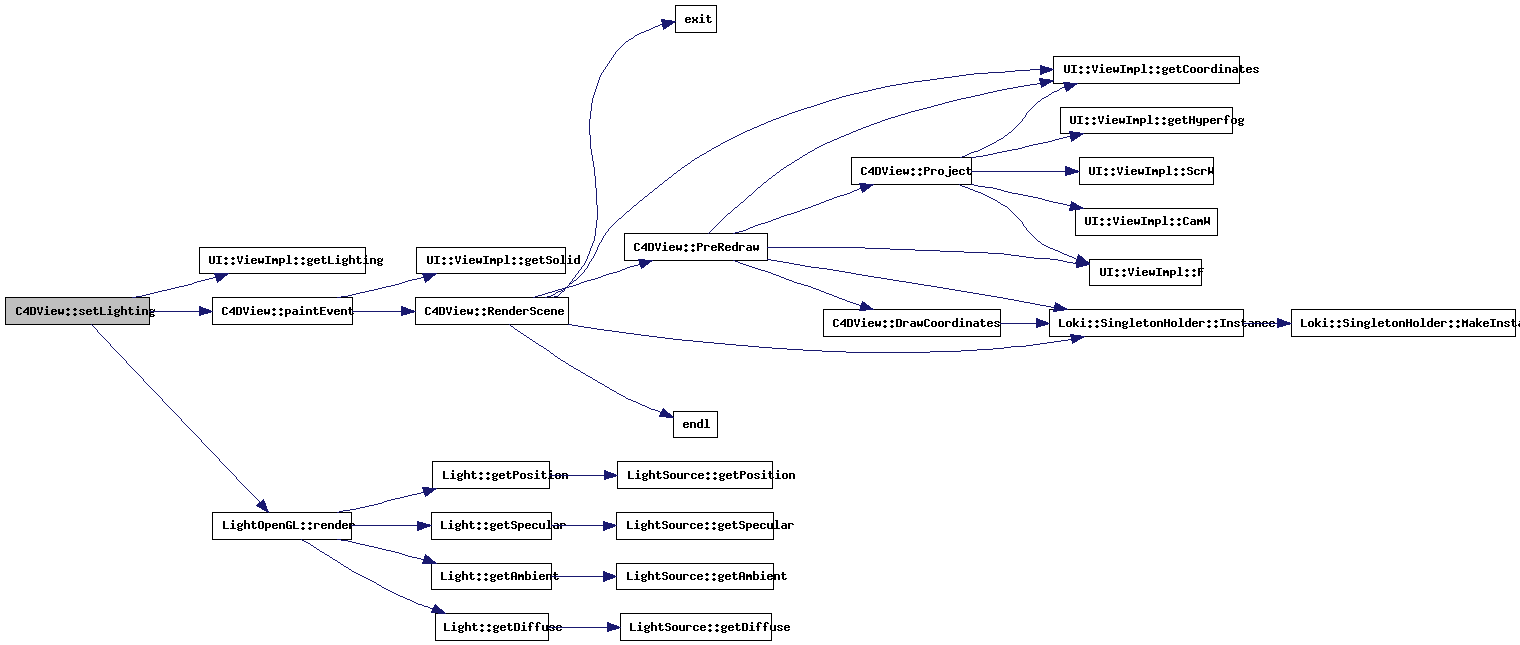 exit
UI::ViewImpl::getCoordinates
UI::ViewImpl::getHyperfog
C4DView::Project
UI::ViewImpl::ScrW
UI::ViewImpl::CamW
C4DView::PreRedraw
UI::ViewImpl::getLighting
UI::ViewImpl::getSolid
UI::ViewImpl::F
C4DView::setLighting
C4DView::paintEvent
C4DView::RenderScene
C4DView::DrawCoordinates
Loki::SingletonHolder::Instance
Loki::SingletonHolder::MakeInsta
endl
Light::getPosition
LightSource::getPosition
LightOpenGL::render
Light::getSpecular
LightSource::getSpecular
Light::getAmbient
LightSource::getAmbient
Light::getDiffuse
LightSource::getDiffuse